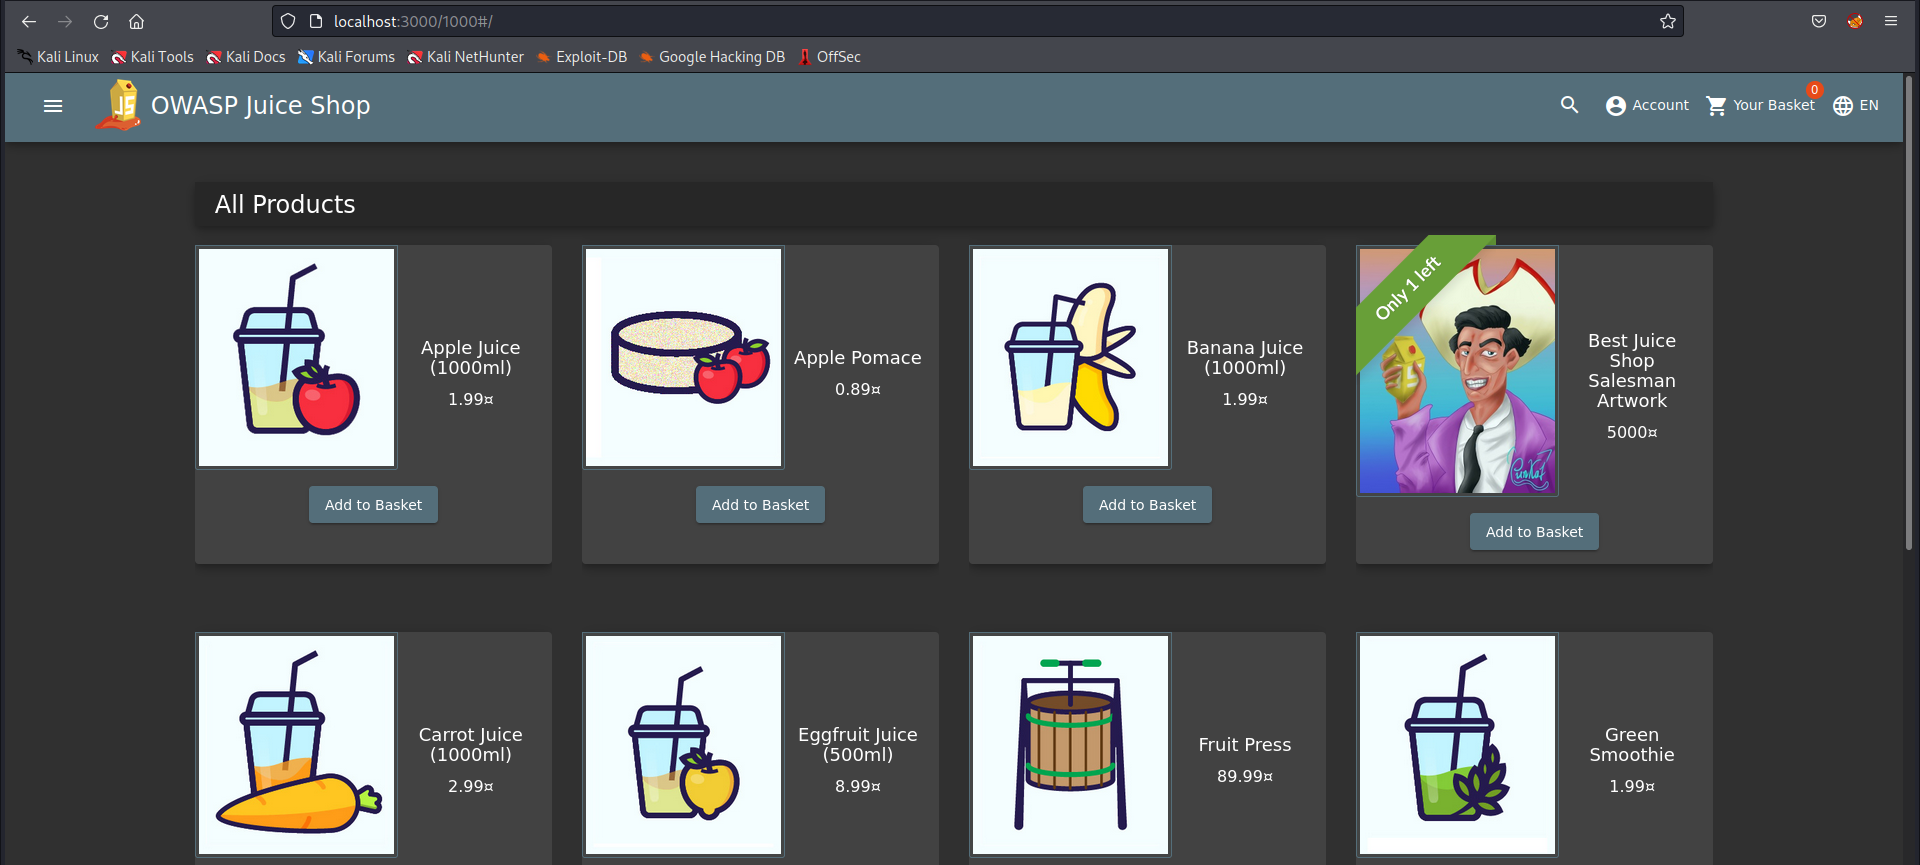 localhost:3000/1000#/
Kali Linux Kali Tools Kali Docs Kali Forums Kali NetHunter Exploit-DB Google Hacking DB OffSec
JS
OWASP Juice Shop
Account
Your Basket
0
EN
All Products
Apple Juice
(1000ml)
1.99¤
Add to Basket
Apple Pomace
0.89¤
Add to Basket
Banana Juice
(1000ml)
1.99¤
Add to Basket
Only 1 left
Best Juice
Shop
Salesman
Artwork
5000¤
Add to Basket
Carrot Juice
(1000ml)
2.99¤
Eggfruit Juice
(500ml)
8.99¤
Fruit Press
89.99¤
Green
Smoothie
1.99¤